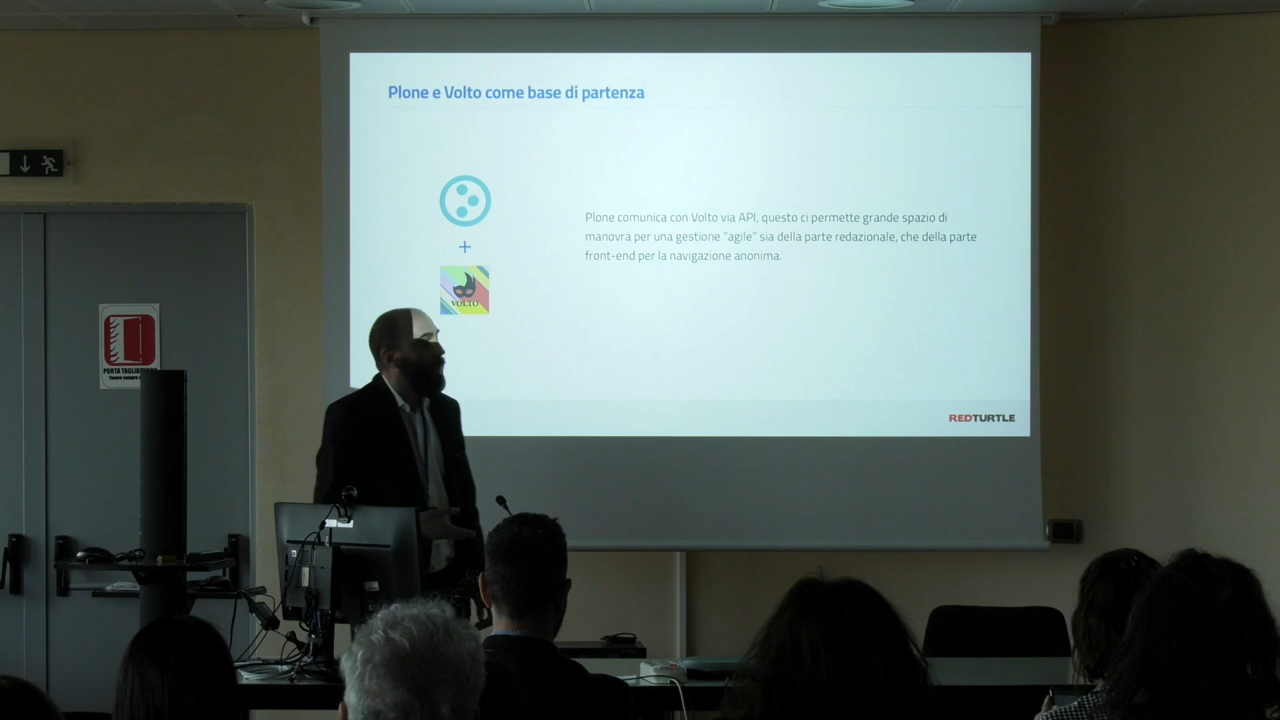 Plone e Volto come base di partenza
Plone comunica con Volto via API, questo ci permette grande spazio di
manovra per una gestione "agile" sia della parte redazionale, che della parte
front-end per la navigazione anonima.
+
VOLTO
REDTURTLE
PORTA TAGLIAFUOCO